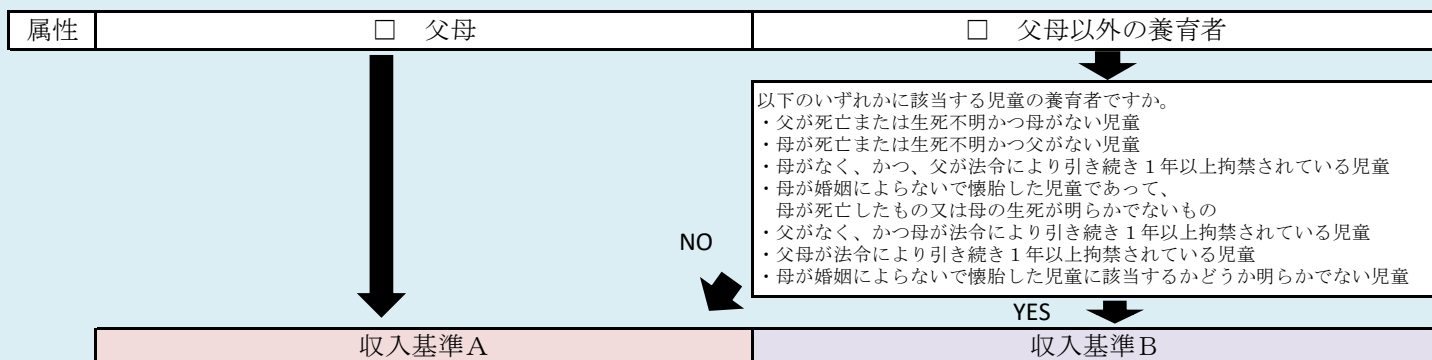 属性
□ 父母
□ 父母以外の養育者
以下のいずれかに該当する児童の養育者ですか。
・父が死亡または生死不明かつ母がない児童
・母が死亡または生死不明かつ父がない児童
・母がなく、かつ、父が法令により引き続き１年以上拘禁されている児童
・母が婚姻によらないで懐胎した児童であって、
母が死亡したもの又は母の生死が明らかでないもの
・父がなく、かつ母が法令により引き続き１年以上拘禁されている児童
・父母が法令により引き続き１年以上拘禁されている児童
・母が婚姻によらないで懐胎した児童に該当するかどうか明らかでない児童
NO
YES
収入基準Ａ
収入基準Ｂ